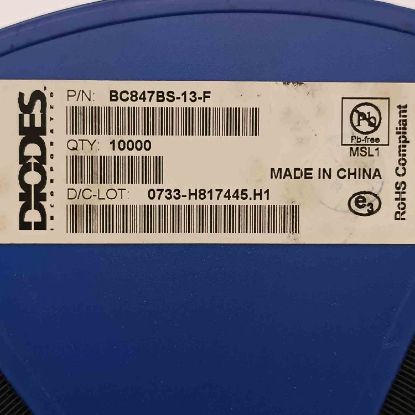 DIODES
INCORPORATED
P/N: BC847BS-13-F
QTY: 10000
D/C-LOT: 0733-H817445.H1
Pb
Pb-free
MSL1
MADE IN CHINA
e3
RoHS Compliant